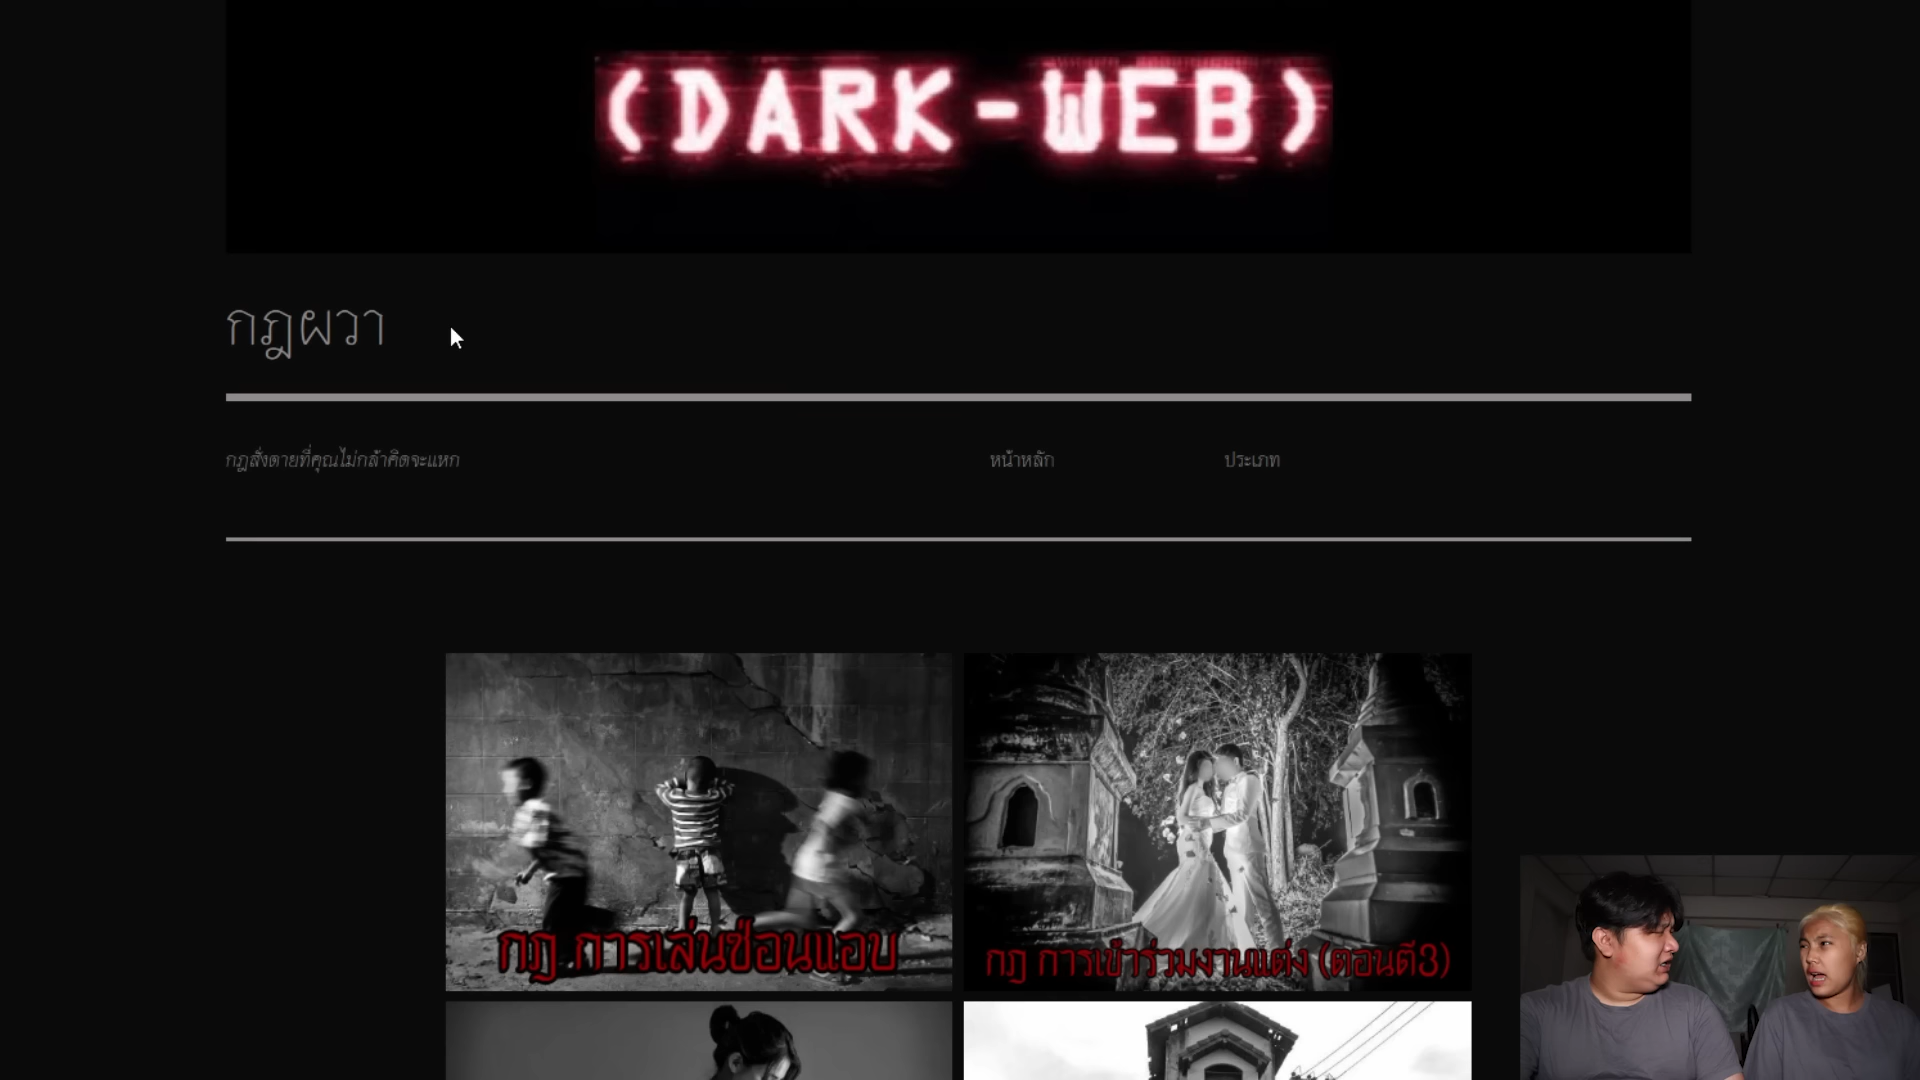 (DARK-WEB)
กฎผวา
กฎสั่งตายที่คุณไม่กล้าคิดจะแหก
หน้าหลัก
ประเภท
กฎ การเล่นซ่อนแอบ
กฎ การเข้าร่วมงานแต่ง (ตอนตี3)